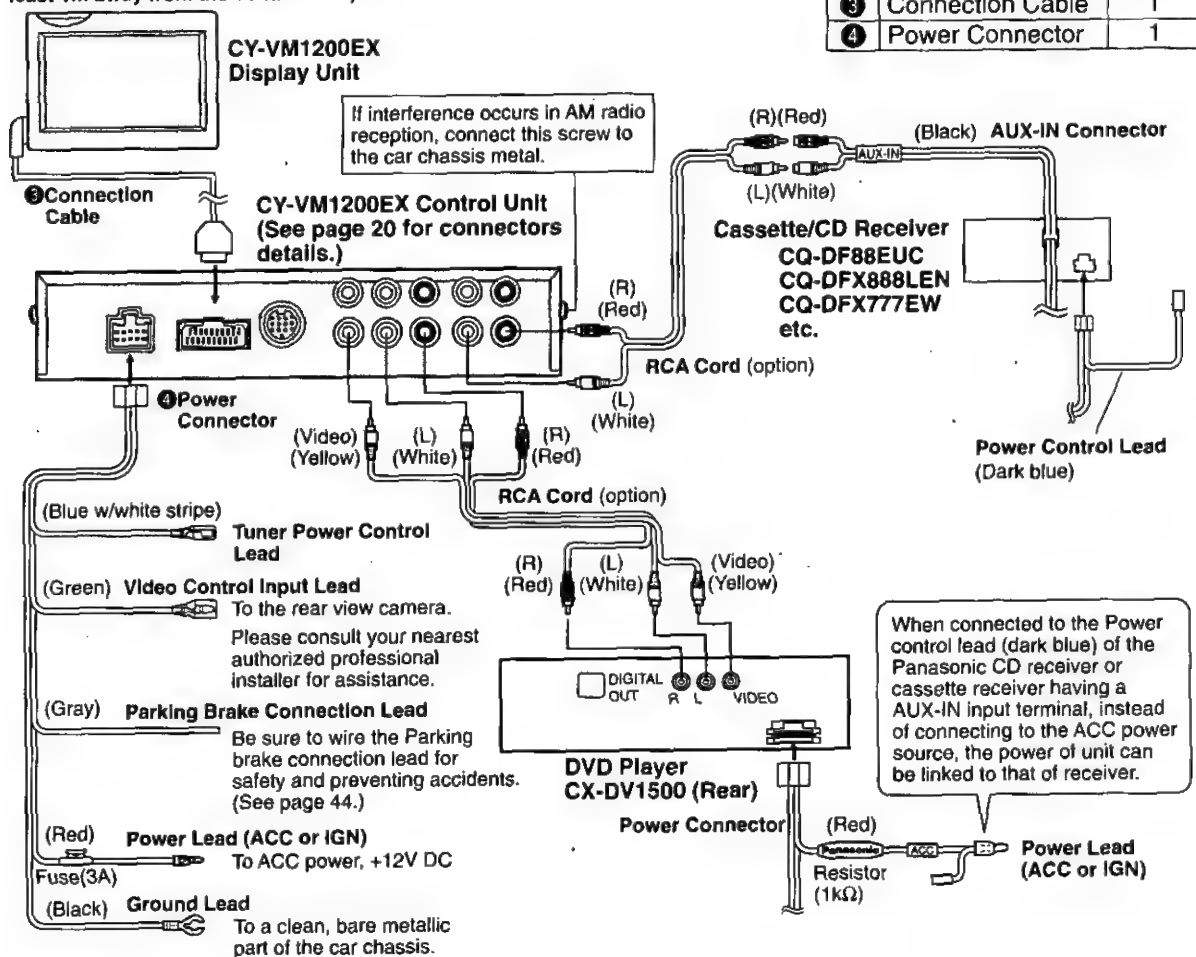 ❸ Connection Cable 1
❹ Power Connector 1
CY-VM1200EX
Display Unit
If interference occurs in AM radio
reception, connect this screw to
the car chassis metal.
(R)(Red)
(L)(White)
(Black) AUX-IN Connector
AUX-IN
❸Connection
Cable
CY-VM1200EX Control Unit
(See page 20 for connectors
details.)
Cassette/CD Receiver
CQ-DF88EUC
CQ-DFX888LEN
CQ-DFX777EW
etc.
(R)
(Red)
RCA Cord (option)
(L)
(White)
❹Power
Connector
(Video)
(Yellow)
(L)
(White)
(R)
(Red)
Power Control Lead
(Dark blue)
RCA Cord (option)
(Blue w/white stripe)
Tuner Power Control
Lead
(R)
(Red)
(L)
(White)
(Video)
(Yellow)
(Green) Video Control Input Lead
To the rear view camera.
Please consult your nearest
authorized professional
installer for assistance.
(Gray) Parking Brake Connection Lead
Be sure to wire the Parking
brake connection lead for
safety and preventing accidents.
(See page 44.)
DIGITAL
OUT
R L VIDEO
DVD Player
CX-DV1500 (Rear)
When connected to the Power
control lead (dark blue) of the
Panasonic CD receiver or
cassette receiver having a
AUX-IN input terminal, instead
of connecting to the ACC power
source, the power of unit can
be linked to that of receiver.
Power Connector
(Red)
Panasonic
ACC
Resistor
(1kΩ)
Power Lead
(ACC or IGN)
(Red) Power Lead (ACC or IGN)
To ACC power, +12V DC
Fuse(3A)
(Black) Ground Lead
To a clean, bare metallic
part of the car chassis.